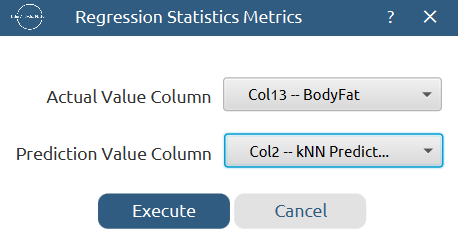 Regression Statistics Metrics ? ×
Actual Value Column Col13 -- BodyFat
Prediction Value Column Col2 -- kNN Predict...
Execute Cancel